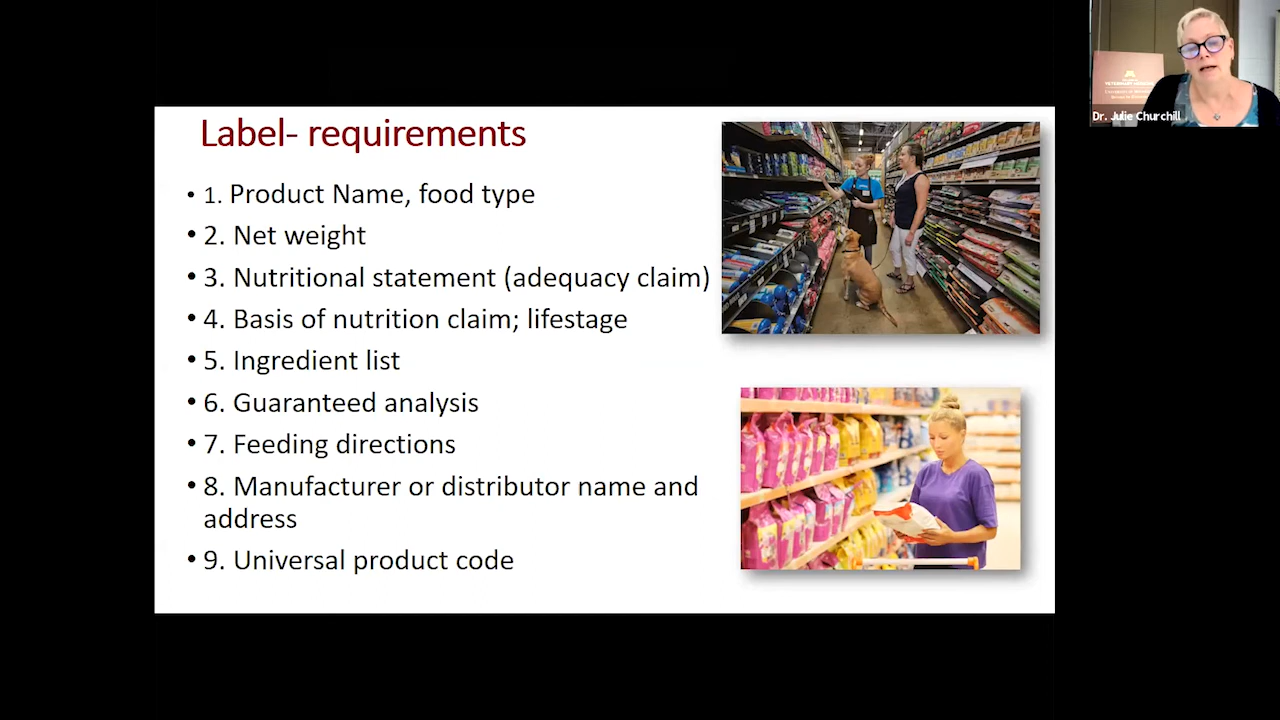 Label- requirements
• 1. Product Name, food type
• 2. Net weight
• 3. Nutritional statement (adequacy claim)
• 4. Basis of nutrition claim; lifestage
• 5. Ingredient list
• 6. Guaranteed analysis
• 7. Feeding directions
• 8. Manufacturer or distributor name and
address
• 9. Universal product code
Dr. Julie Churchill